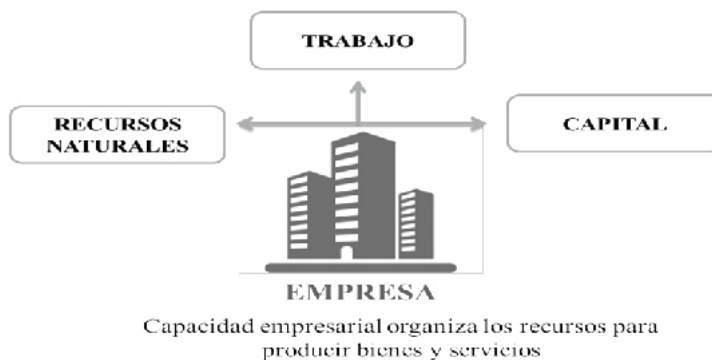 TRABAJO
RECURSOS
NATURALES
CAPITAL
EMPRESA
Capacidad empresarial organiza los recursos para
producir bienes y servicios